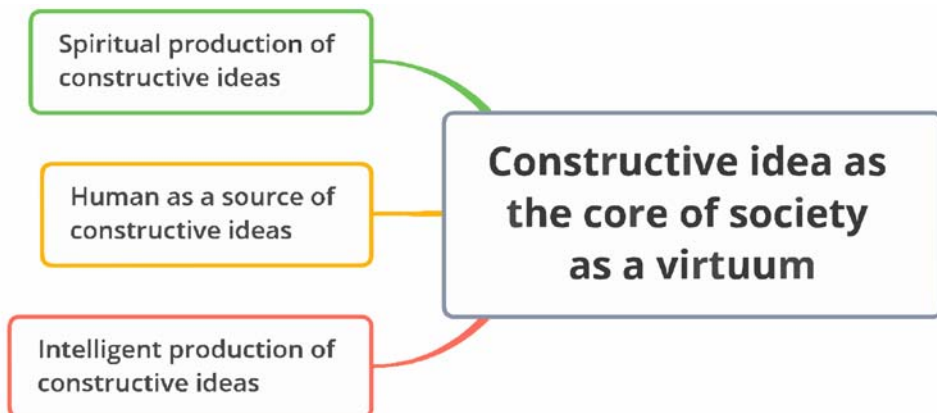 Spiritual production of
constructive ideas
Human as a source of
constructive ideas
Intelligent production of
constructive ideas
Constructive idea as
the core of society
as a virtuum